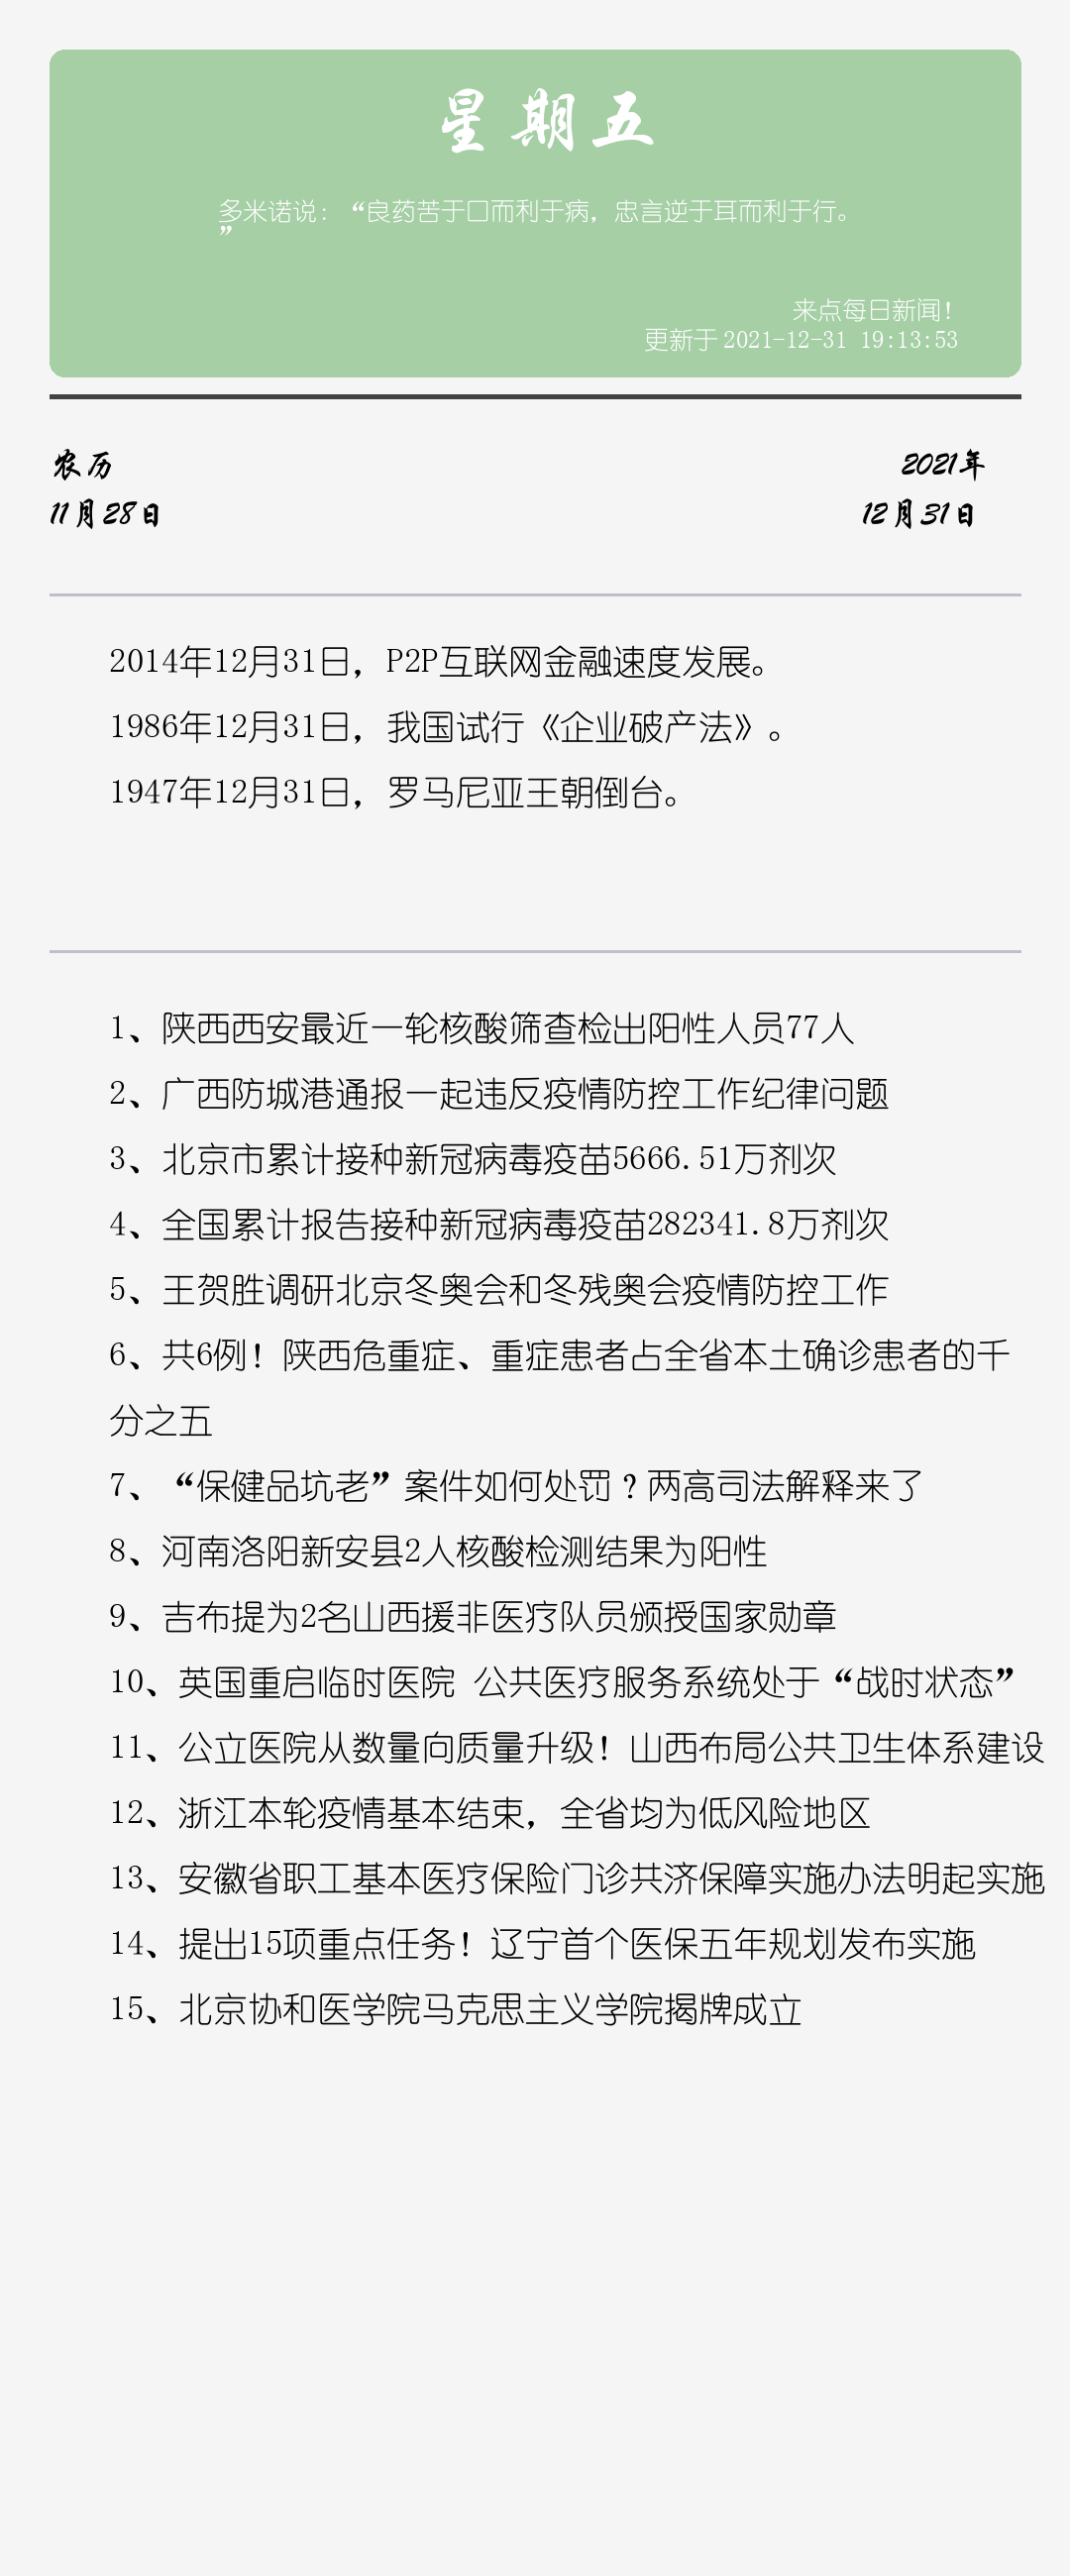 星期五
多米诺说：“良药苦于口而利于病，忠言逆于耳而利于行。
”
来点每日新闻！
更新于 2021-12-31 19:13:53
农历
2021年
11月28日
12月31日
2014年12月31日，P2P互联网金融速度发展。
1986年12月31日，我国试行《企业破产法》。
1947年12月31日，罗马尼亚王朝倒台。
1、陕西西安最近一轮核酸筛查检出阳性人员77人
2、广西防城港通报一起违反疫情防控工作纪律问题
3、北京市累计接种新冠病毒疫苗5666.51万剂次
4、全国累计报告接种新冠病毒疫苗282341.8万剂次
5、王贺胜调研北京冬奥会和冬残奥会疫情防控工作
6、共6例！陕西危重症、重症患者占全省本土确诊患者的千
分之五
7、“保健品坑老”案件如何处罚？两高司法解释来了
8、河南洛阳新安县2人核酸检测结果为阳性
9、吉布提为2名山西援非医疗队员颁授国家勋章
10、英国重启临时医院 公共医疗服务系统处于“战时状态”
11、公立医院从数量向质量升级！山西布局公共卫生体系建设
12、浙江本轮疫情基本结束，全省均为低风险地区
13、安徽省职工基本医疗保险门诊共济保障实施办法明起实施
14、提出15项重点任务！辽宁首个医保五年规划发布实施
15、北京协和医学院马克思主义学院揭牌成立